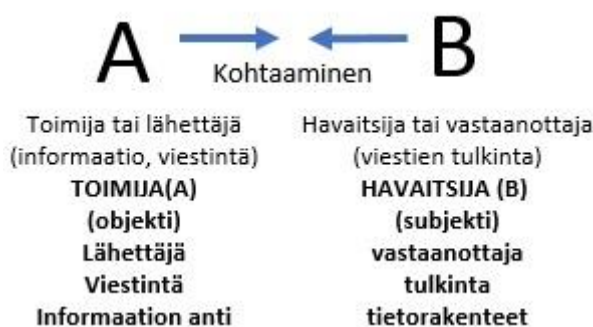 A B
Kohtaaminen
Toimija tai lähettäjä
(informaatio, viestintä)
TOIMIJA(A)
(objekti)
Lähettäjä
Viestintä
Informaation anti
Havaitsija tai vastaanottaja
(viestien tulkinta)
HAVAITSIJA (B)
(subjekti)
vastaanottaja
tulkinta
tietorakenteet